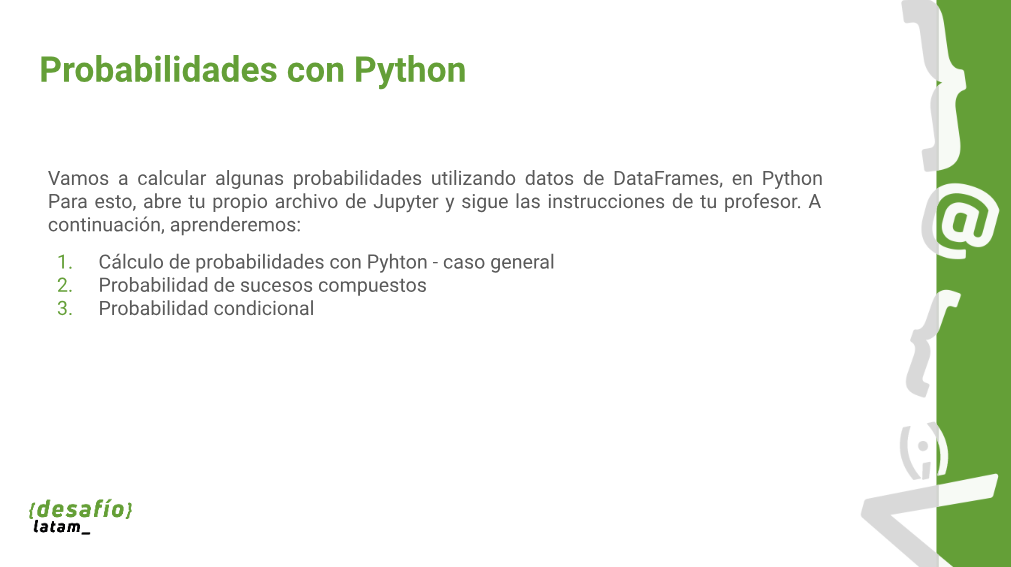 Probabilidades con Python
Vamos a calcular algunas probabilidades utilizando datos de DataFrames, en Python
Para esto, abre tu propio archivo de Jupyter y sigue las instrucciones de tu profesor. A
continuación, aprenderemos:
1. Cálculo de probabilidades con Pyhton - caso general
2. Probabilidad de sucesos compuestos
3. Probabilidad condicional
{desafío}
latam_